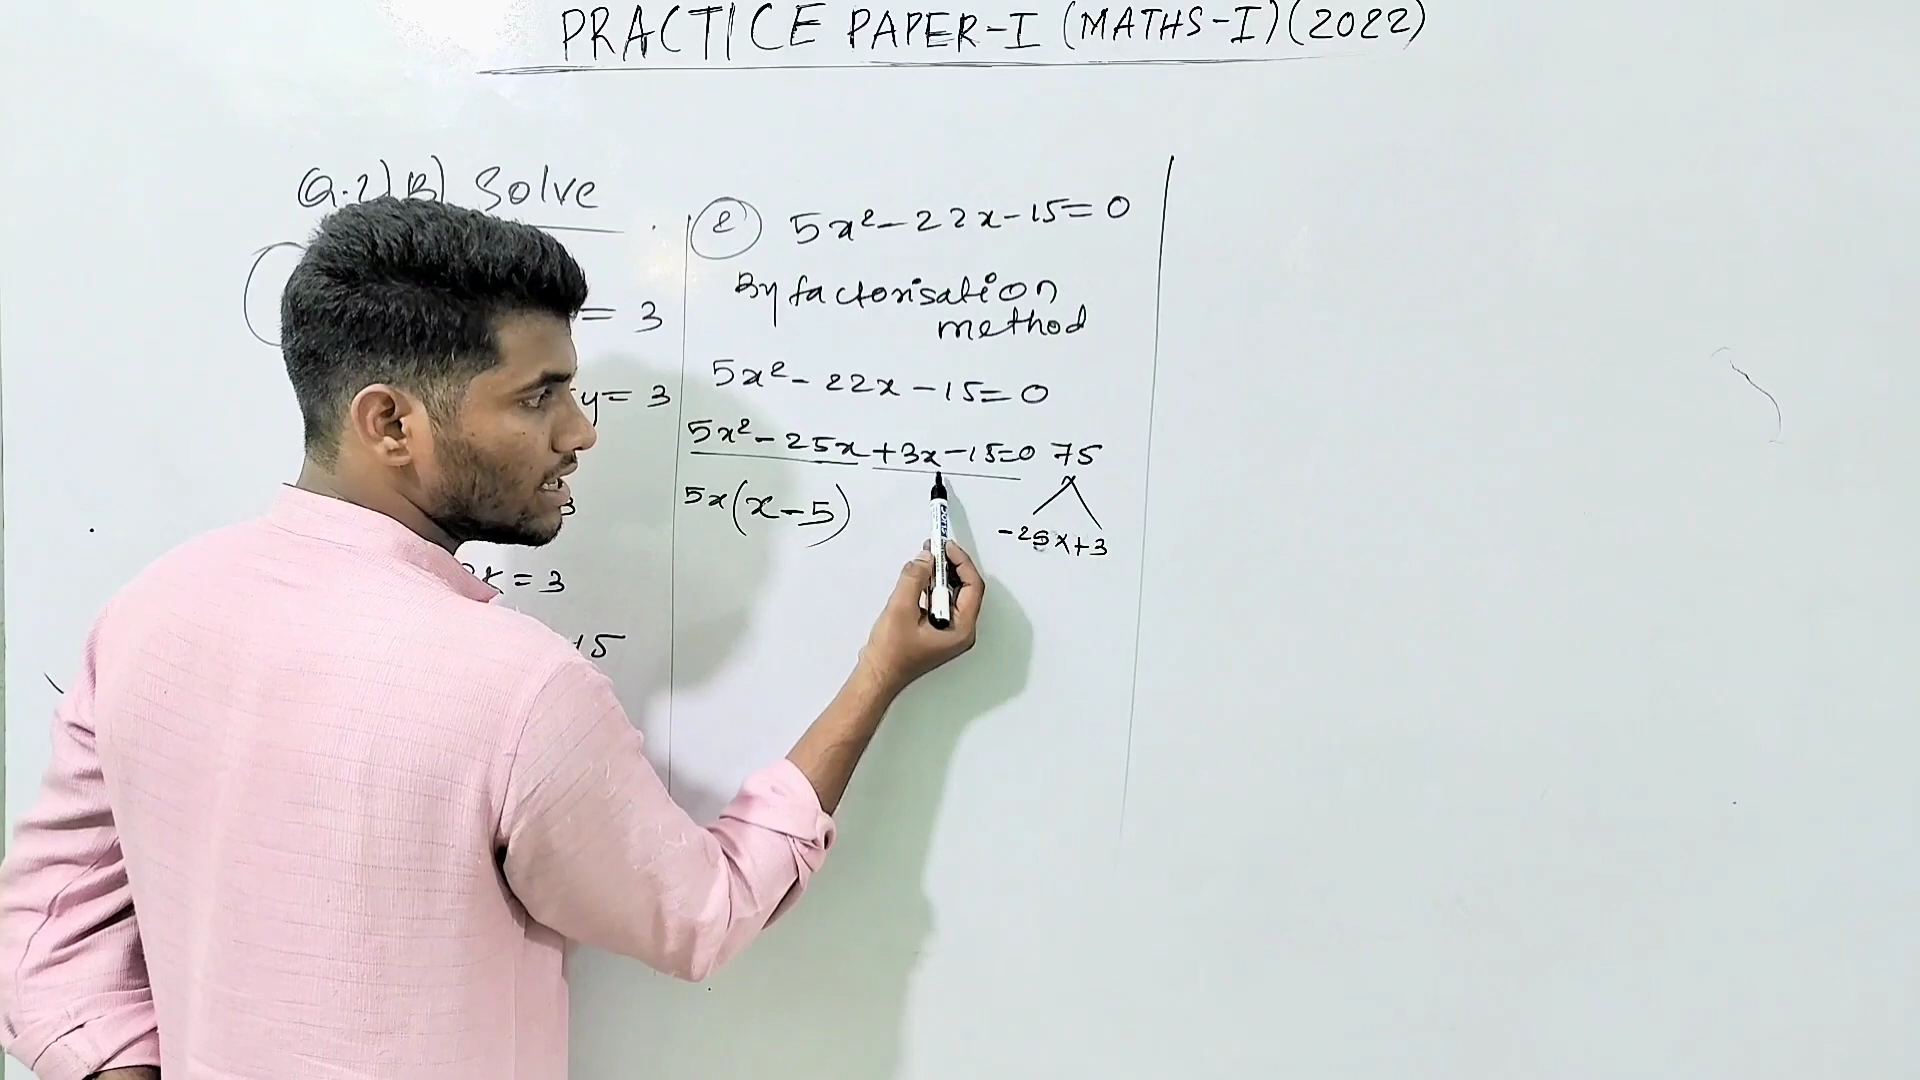 PRACTICE PAPER-I (MATHS-I) (2022)
Q.2) B) Solve
= 3
y= 3
3
= 3
15
② 5x²-22x-15=0
By factorisation
method
5x²-22x-15=0
5x²-25x+3x-15=0 75
5x(x-5)
-25x+3